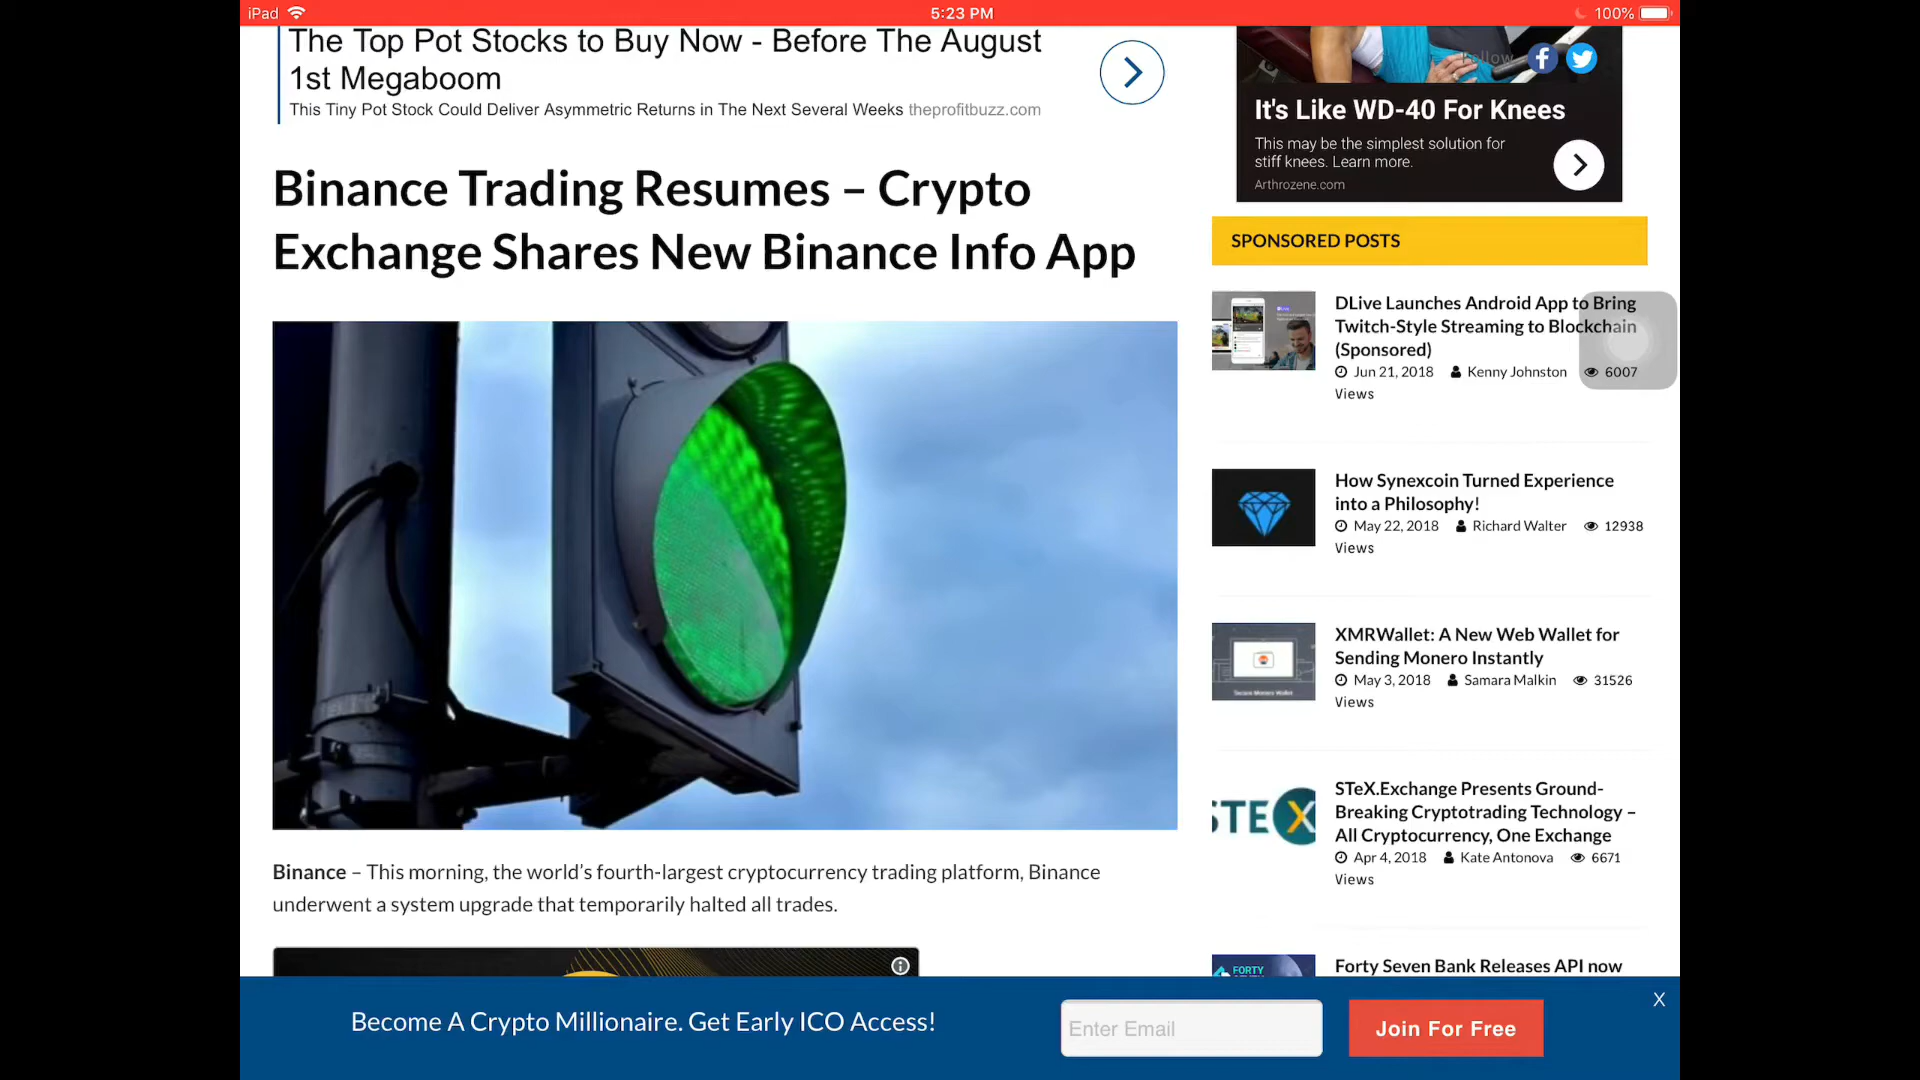 iPad
5:23 PM
100%
The Top Pot Stocks to Buy Now - Before The August
1st Megaboom
This Tiny Pot Stock Could Deliver Asymmetric Returns in The Next Several Weeks theprofitbuzz.com
Binance Trading Resumes – Crypto
Exchange Shares New Binance Info App
Binance – This morning, the world's fourth-largest cryptocurrency trading platform, Binance
underwent a system upgrade that temporarily halted all trades.
Follow
It's Like WD-40 For Knees
This may be the simplest solution for
stiff knees. Learn more.
Arthrozene.com
SPONSORED POSTS
DLive Launches Android App to Bring
Twitch-Style Streaming to Blockchain
(Sponsored)
Jun 21, 2018 Kenny Johnston 6007
Views
How Synexcoin Turned Experience
into a Philosophy!
May 22, 2018 Richard Walter 12938
Views
XMRWallet: A New Web Wallet for
Sending Monero Instantly
May 3, 2018 Samara Malkin 31526
Views
Secure Monero Wallet
STEX
STeX.Exchange Presents Ground-
Breaking Cryptotrading Technology –
All Cryptocurrency, One Exchange
Apr 4, 2018 Kate Antonova 6671
Views
FORTY
Forty Seven Bank Releases API now
Become A Crypto Millionaire. Get Early ICO Access!
Enter Email
Join For Free
X